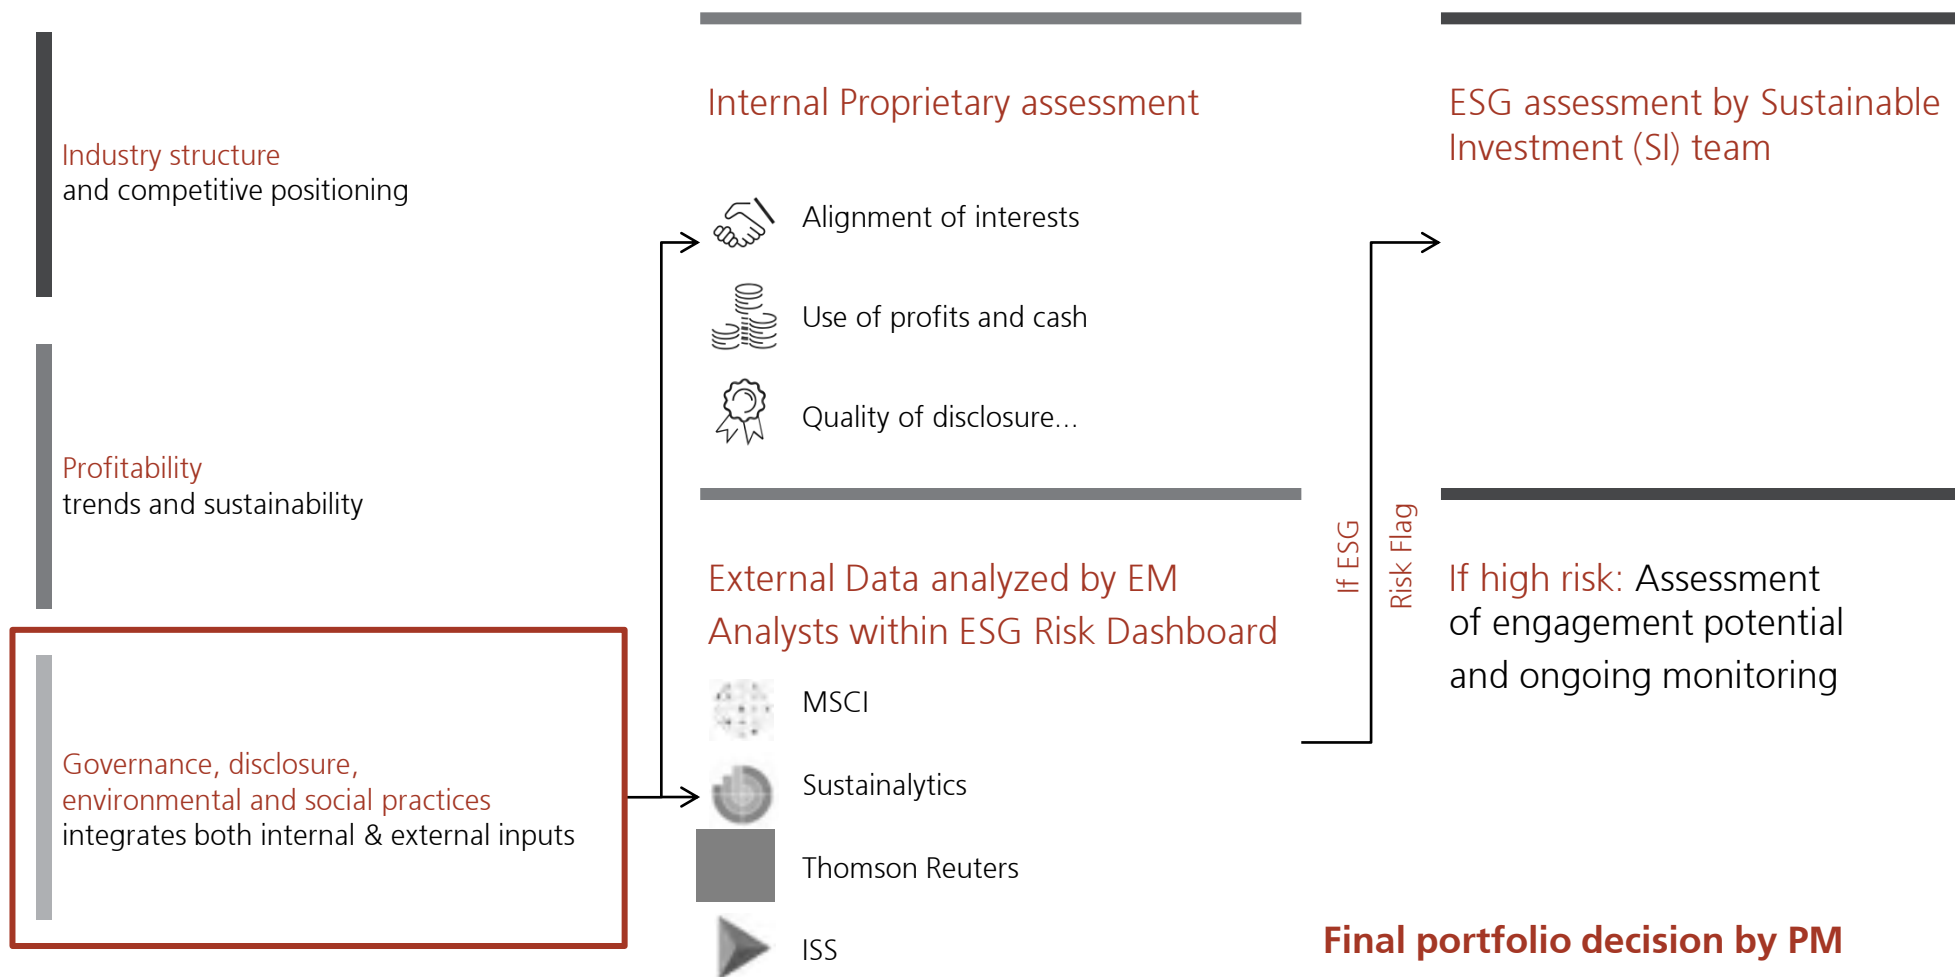 Industry structure
and competitive positioning
Profitability
trends and sustainability
Governance, disclosure,
environmental and social practices
integrates both internal & external inputs
Internal Proprietary assessment
Alignment of interests
Use of profits and cash
Quality of disclosure...
External Data analyzed by EM
Analysts within ESG Risk Dashboard
MSCI
Sustainalytics
Thomson Reuters
ISS
If ESG
Risk Flag
ESG assessment by Sustainable
Investment (SI) team
If high risk: Assessment
of engagement potential
and ongoing monitoring
Final portfolio decision by PM